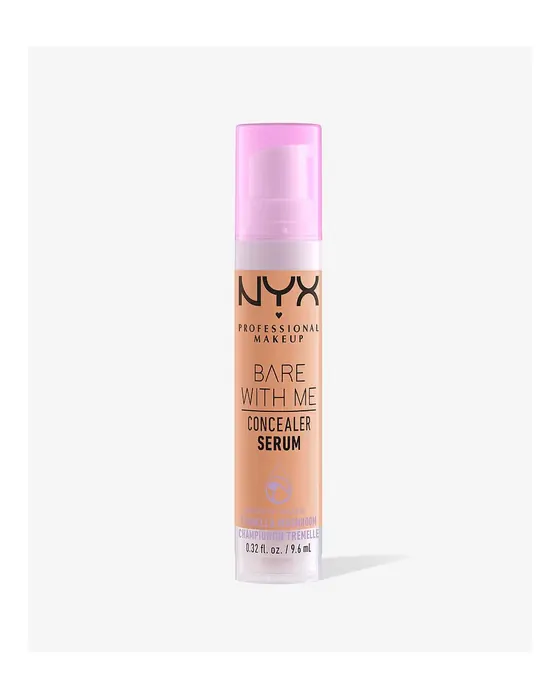 NYX
PROFESSIONAL
MAKEUP
BARE
WITH ME
CONCEALER
SERUM
CHAMPIGNON TREMELLE
0.32 fl. oz. / 9.6 mL